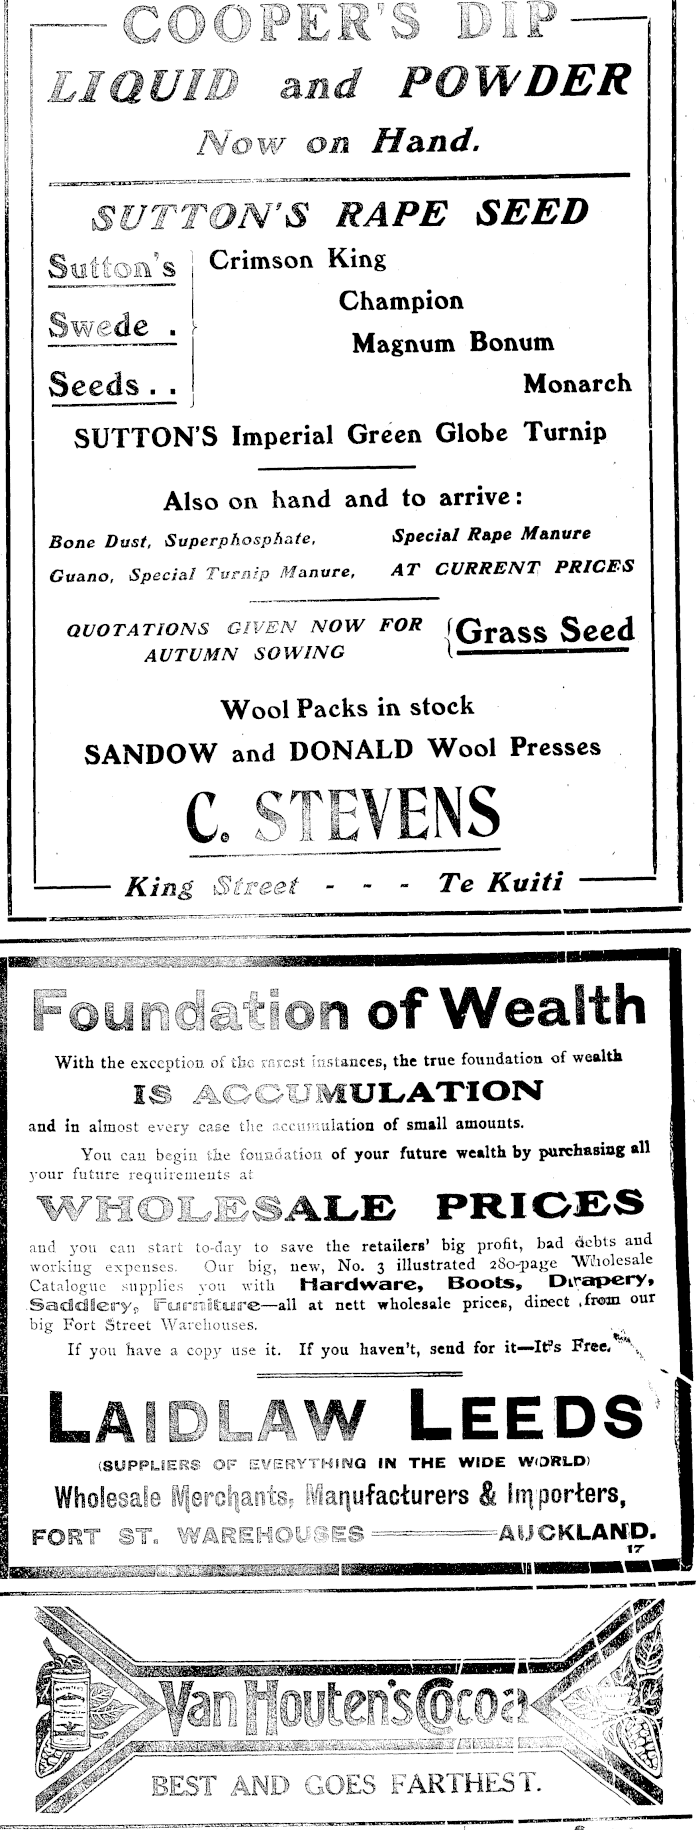 COOPER'S DIP
LIQUID and POWDER
Now on Hand.
SUTTON'S RAPE SEED
Sutton's
Swede .
Seeds . .
Crimson King
Champion
Magnum Bonum
Monarch
SUTTON'S Imperial Green Globe Turnip
Also on hand and to arrive:
Bone Dust, Superphosphate, Special Rape Manure
Guano, Special Turnip Manure, AT CURRENT PRICES
QUOTATIONS GIVEN NOW FOR
AUTUMN SOWING
Grass Seed
Wool Packs in stock
SANDOW and DONALD Wool Presses
C. STEVENS
King Street - - - Te Kuiti
Foundation of Wealth
With the exception of the rarest instances, the true foundation of wealth
IS ACCUMULATION
and in almost every case the accumulation of small amounts.
You can begin the foundation of your future wealth by purchasing all
your future requirements at
WHOLESALE PRICES
and you can start to-day to save the retailers' big profit, bad debts and
working expenses. Our big, new, No. 3 illustrated 280-page Wholesale
Catalogue supplies you with Hardware, Boots, Drapery,
Saddlery, Furniture—all at nett wholesale prices, direct from our
big Fort Street Warehouses.
If you have a copy use it. If you haven't, send for it—It's Free.
LAIDLAW LEEDS
(SUPPLIERS OF EVERYTHING IN THE WIDE WORLD)
Wholesale Merchants, Manufacturers & Importers,
FORT ST. WAREHOUSES AUCKLAND.
17
Van Houten's Cocoa
BEST AND GOES FARTHEST.